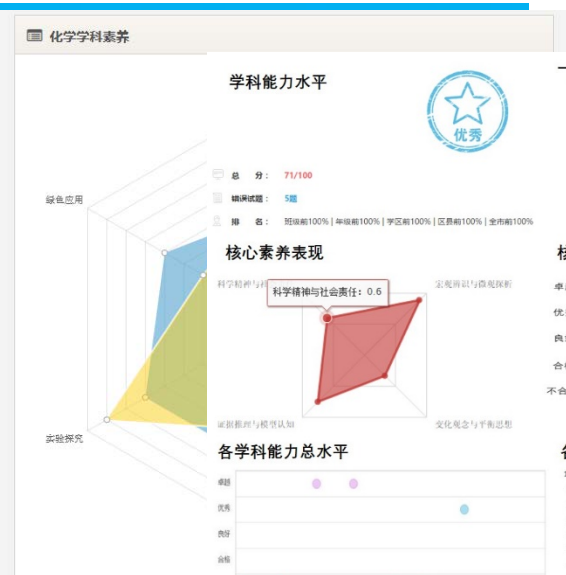 化学学科素养
学科能力水平
优秀
总 分： 71/100
错误试题： 5题
排 名： 班级前100% | 年级前100% | 学区前100% | 区县前100% | 全市前100%
绿色应用
核心素养表现
科学精神与社
宏观辨识与微观探析
科学精神与社会责任：0.6
卓
优
良
合
不合
证据推理与模型认知
变化观念与平衡思想
实验探究
各学科能力总水平
卓越
优秀
良好
合格